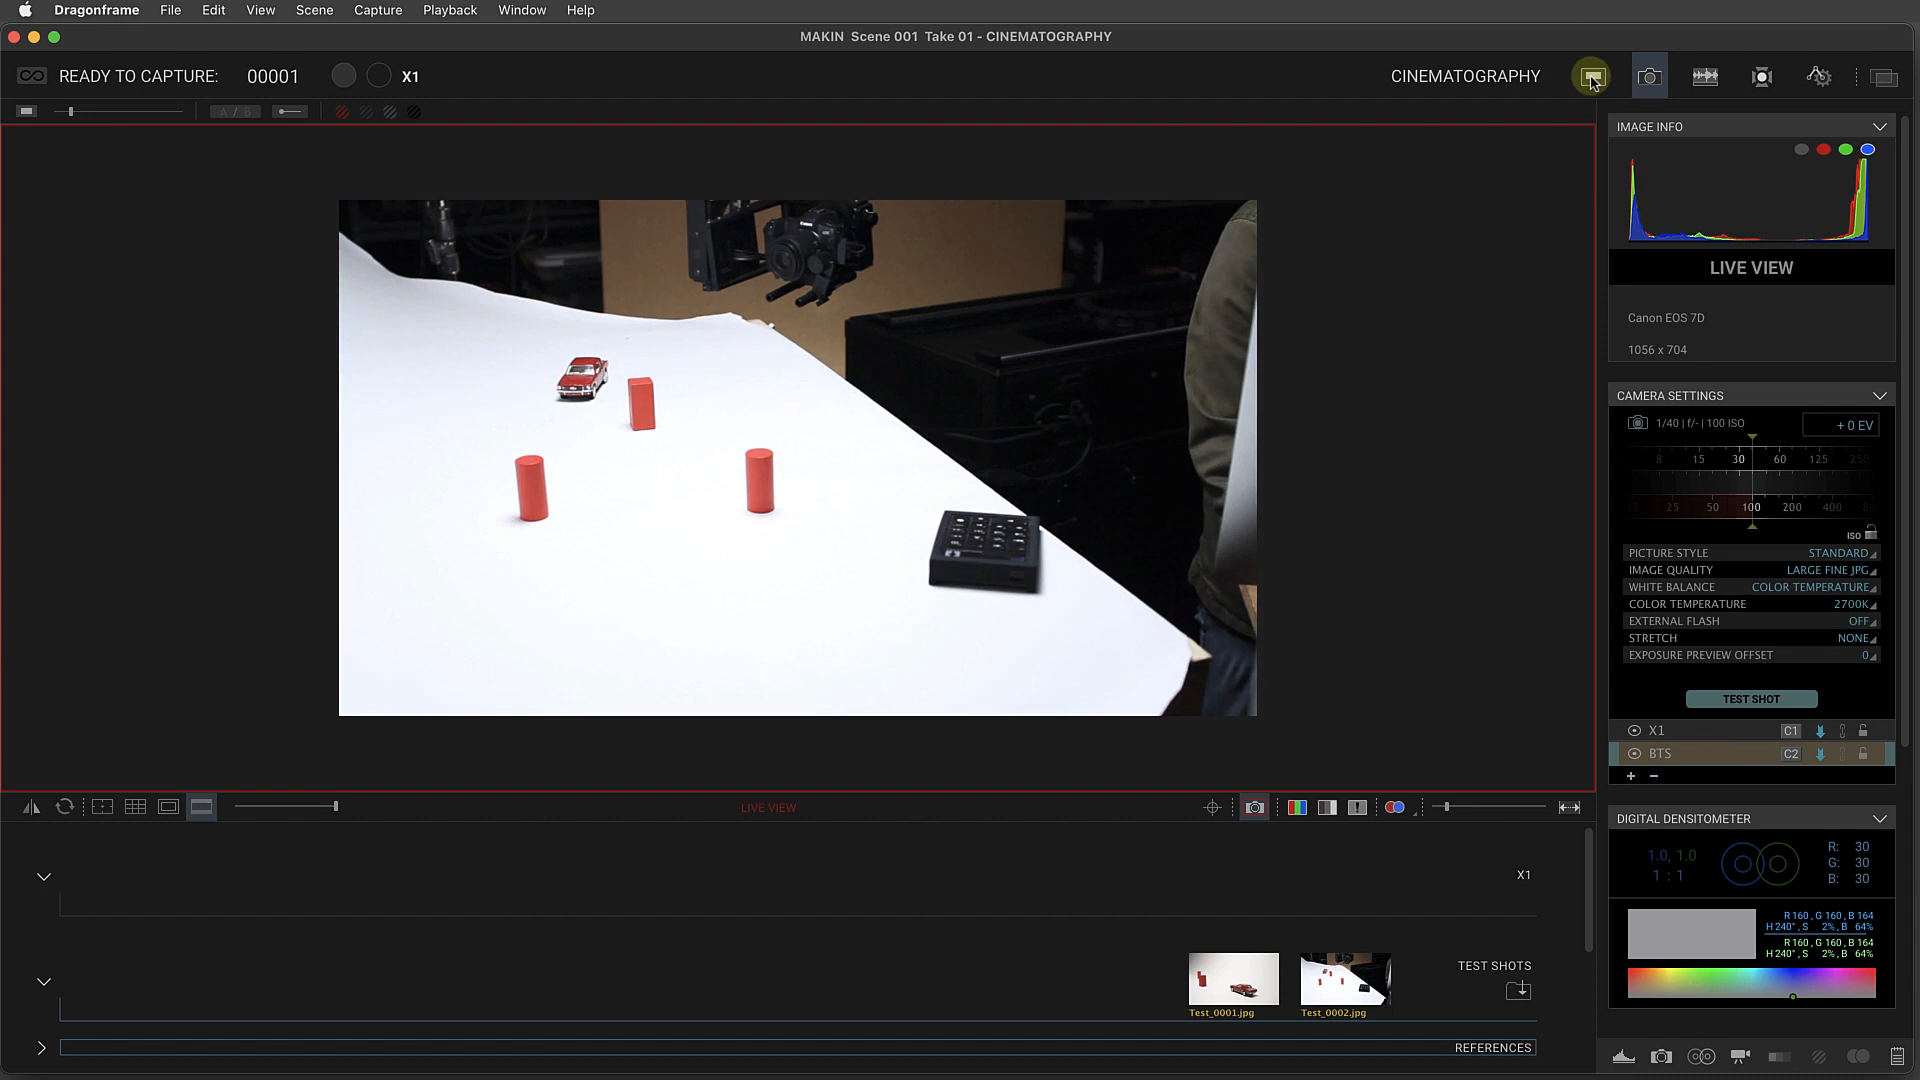 Dragonframe File Edit View Scene Capture Playback Window Help
MAKIN Scene 001 Take 01 - CINEMATOGRAPHY
READY TO CAPTURE: 00001 X1 CINEMATOGRAPHY
A / B
IMAGE INFO
LIVE VIEW
Canon EOS 7D
1056 x 704
CAMERA SETTINGS
1/40 | f/- | 100 ISO + 0 EV
8 15 30 60 125 250
25 50 100 200 400
ISO
PICTURE STYLE STANDARD
IMAGE QUALITY LARGE FINE JPG
WHITE BALANCE COLOR TEMPERATURE
COLOR TEMPERATURE 2700K
EXTERNAL FLASH OFF
STRETCH NONE
EXPOSURE PREVIEW OFFSET 0
TEST SHOT
X1 C1
BTS C2
+ −
LIVE VIEW
DIGITAL DENSITOMETER
1.0, 1.0
1 : 1
R: 30
G: 30
B: 30
R 160 , G 160 , B 164
H 240° , S 2% , B 64%
R 160 , G 160 , B 164
H 240° , S 2% , B 64%
X1
TEST SHOTS
Test_0001.jpg Test_0002.jpg
REFERENCES